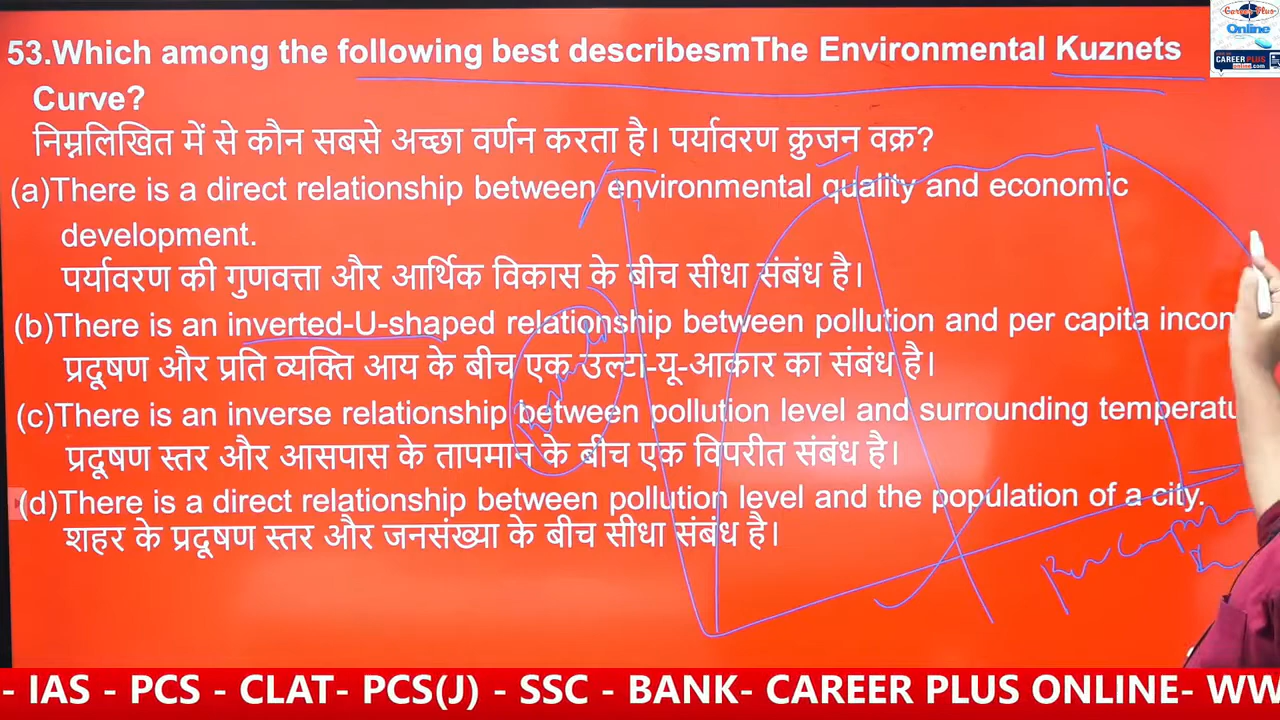 53.Which among the following best describesmThe Environmental Kuznets
Curve?
निम्नलिखित में से कौन सबसे अच्छा वर्णन करता है। पर्यावरण क्रुजन वक्र?
(a)There is a direct relationship between environmental quality and economic
development.
पर्यावरण की गुणवत्ता और आर्थिक विकास के बीच सीधा संबंध है।
(b)There is an inverted-U-shaped relationship between pollution and per capita
प्रदूषण और प्रति व्यक्ति आय के बीच एक उल्टा-यू-आकार का संबंध है।
(c)There is an inverse relationship between pollution level and surrounding
प्रदूषण स्तर और आसपास के तापमान के बीच एक विपरीत संबंध है।
(d)There is a direct relationship between pollution level and the population of a city.
शहर के प्रदूषण स्तर और जनसंख्या के बीच सीधा संबंध है।
Career Plus
Online
CAREER PLUS
online.com
- IAS - PCS - CLAT- PCS(J) - SSC - BANK- CAREER PLUS ONLINE- WW